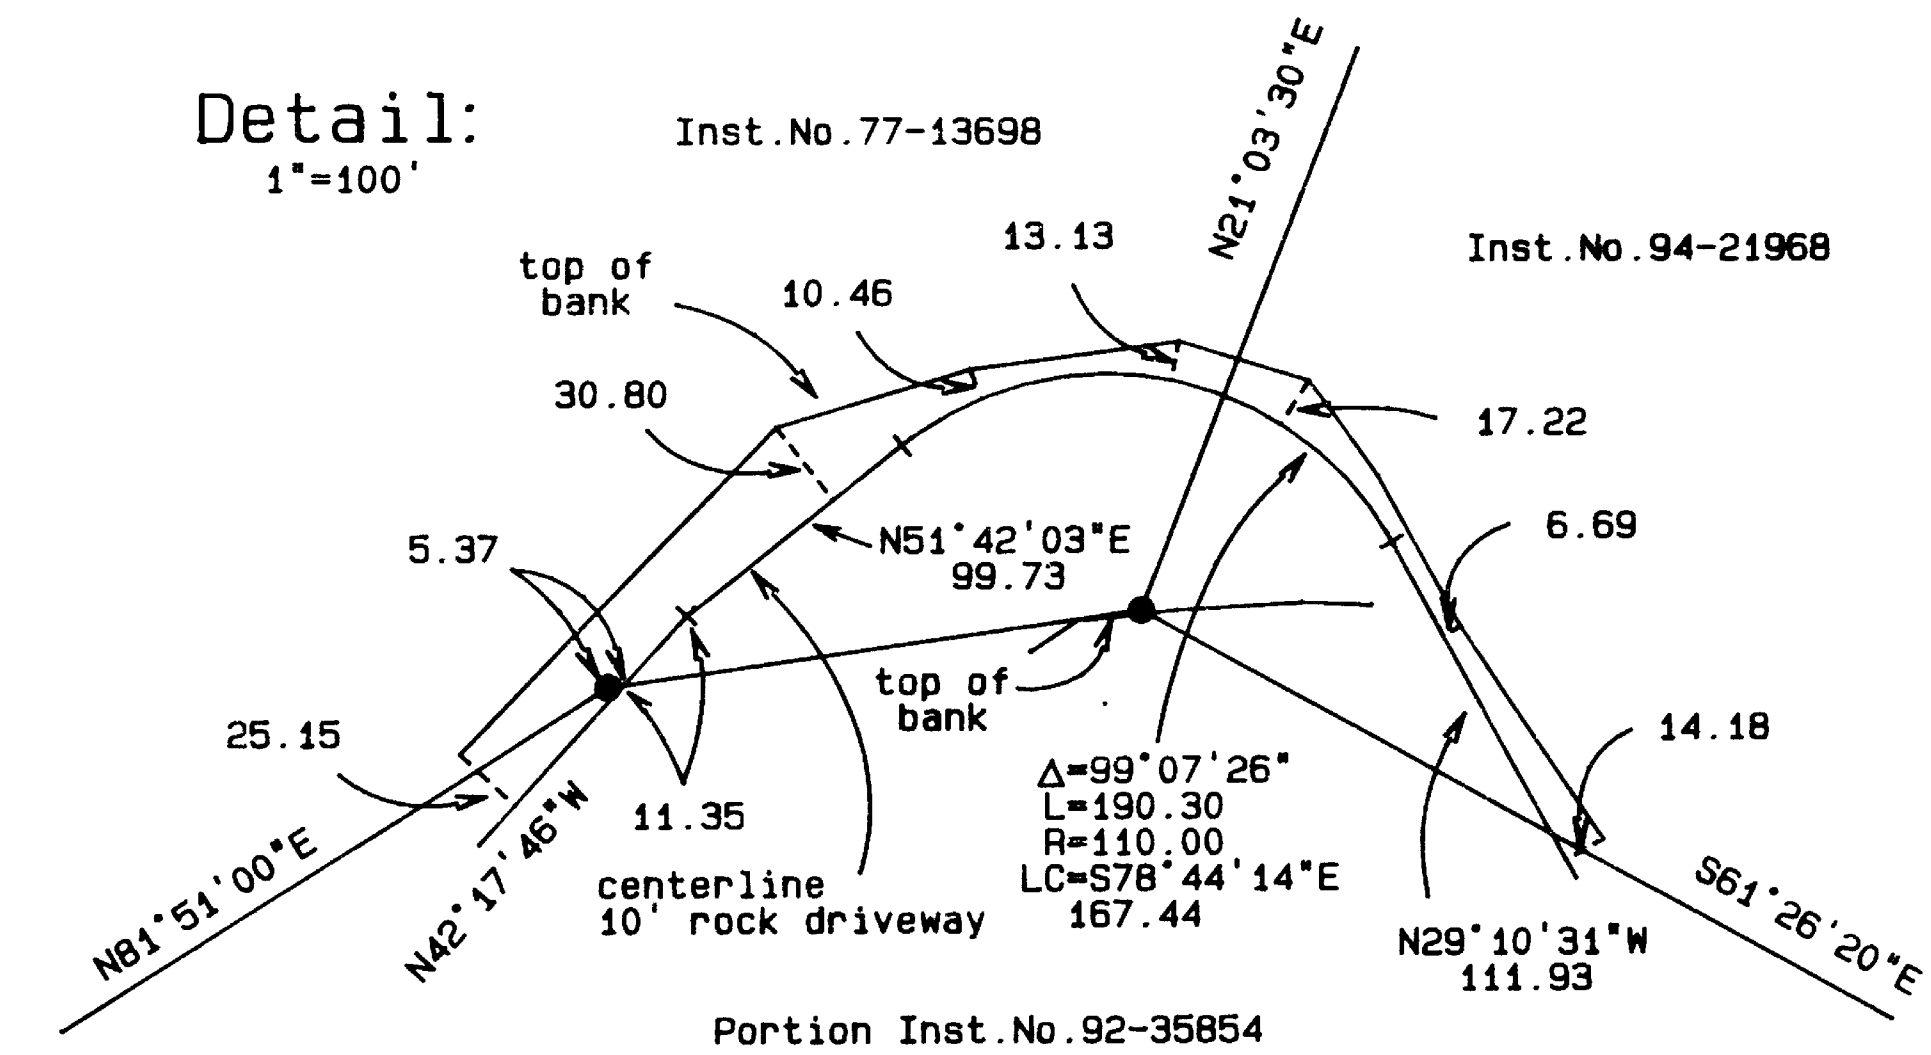 Detail:
1"=100'
Inst.No.77-13698
N21°03'30"E
Inst.No.94-21968
13.13
top of
bank
10.46
30.80
17.22
6.69
5.37
N51°42'03"E
99.73
top of
bank
25.15
14.18
11.35
Δ=99°07'26"
L=190.30
R=110.00
LC=S78°44'14"E
167.44
N81°51'00"E
N42°17'46"W
centerline
10' rock driveway
S61°26'20"E
N29°10'31"W
111.93
Portion Inst.No.92-35854